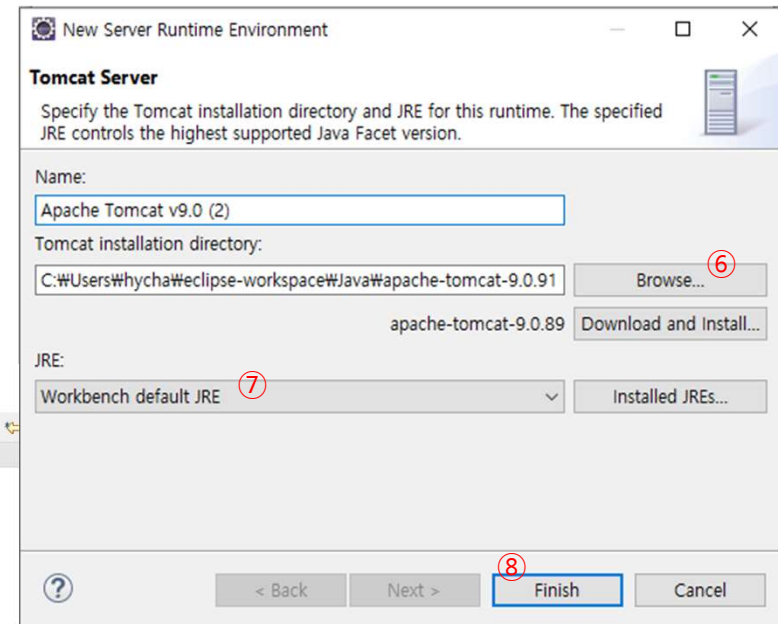 New Server Runtime Environment
Tomcat Server
Specify the Tomcat installation directory and JRE for this runtime. The specified
JRE controls the highest supported Java Facet version.
Name:
Apache Tomcat v9.0 (2)
Tomcat installation directory:
⑥
C:₩Users₩hycha₩eclipse-workspace₩Java₩apache-tomcat-9.0.91 Browse...
apache-tomcat-9.0.89 Download and Install...
JRE:
Workbench default JRE ⑦ Installed JREs...
⑧
? < Back Next > Finish Cancel